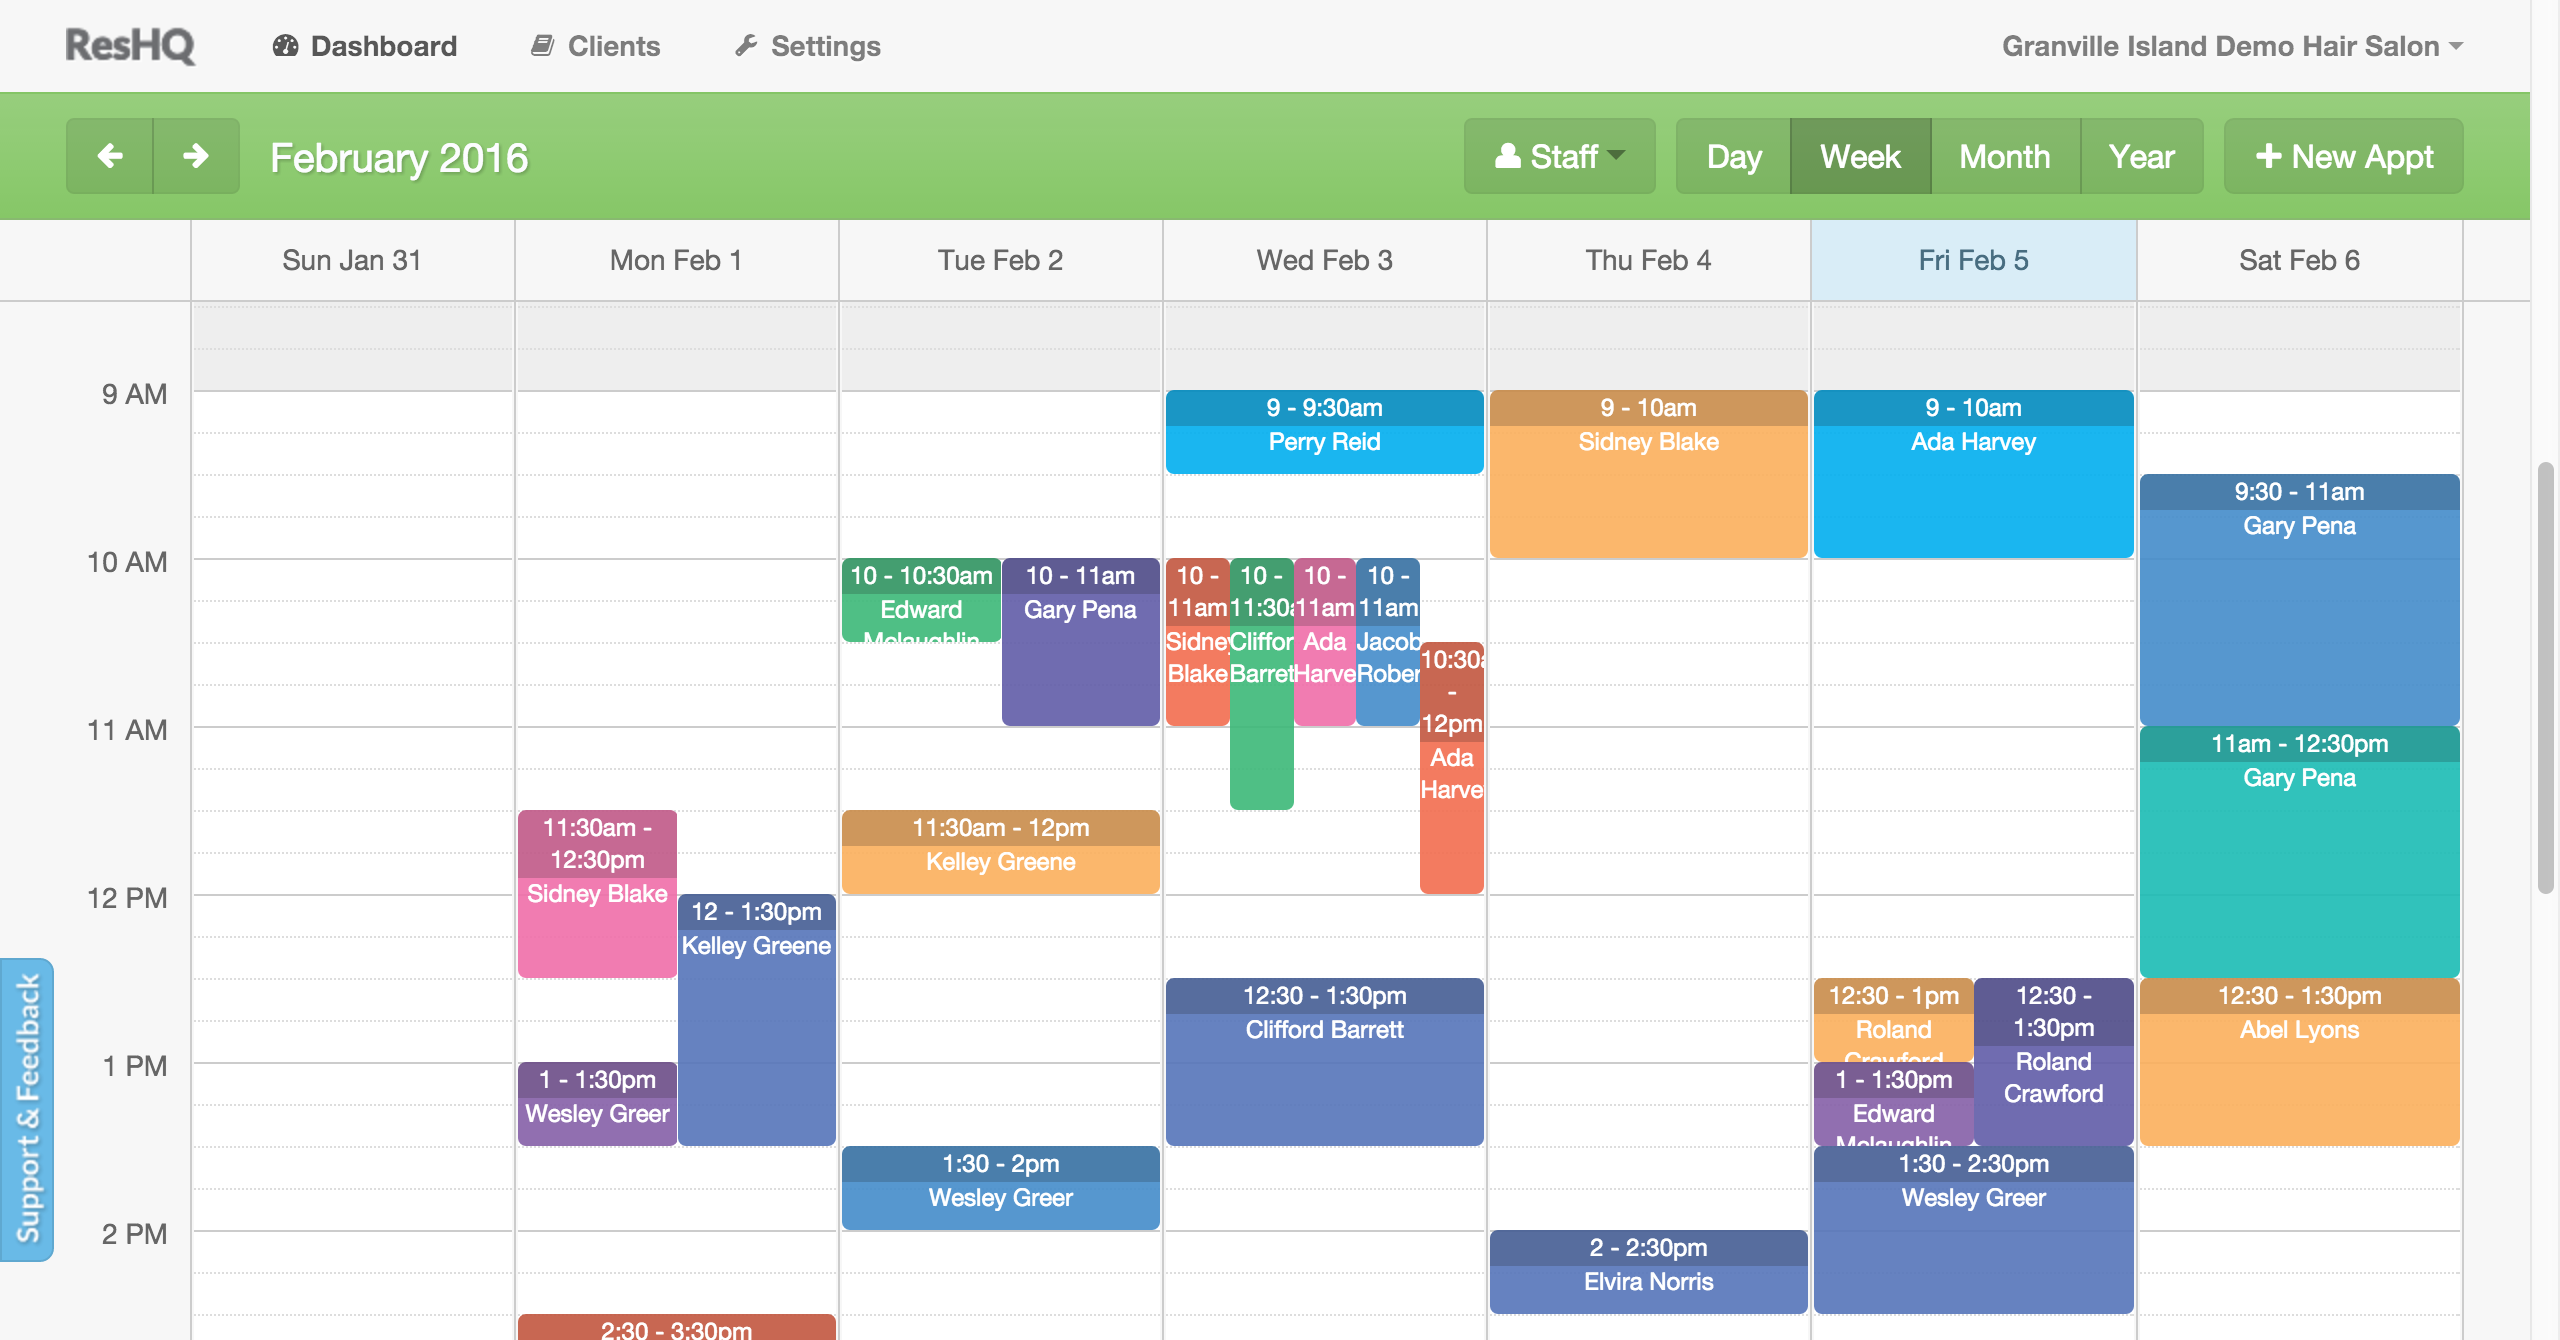 ResHQ
Dashboard
Clients
Settings
Granville Island Demo Hair Salon
February 2016
Staff
Day
Week
Month
Year
New Appt
Sun Jan 31
Mon Feb 1
Tue Feb 2
Wed Feb 3
Thu Feb 4
Fri Feb 5
Sat Feb 6
9 AM
10 AM
11 AM
12 PM
1 PM
2 PM
Support & Feedback
11:30am -
12:30pm
Sidney Blake
12 - 1:30pm
Kelley Greene
1 - 1:30pm
Wesley Greer
2:30 - 3:30pm
10 - 10:30am
Edward
Mclaughlin
10 - 11am
Gary Pena
11:30am - 12pm
Kelley Greene
1:30 - 2pm
Wesley Greer
9 - 9:30am
Perry Reid
10 -
11am
Sidney
Blake
10 -
11:30a
Cliffor
Barret
10 -
11am
Ada
Harve
10 -
11am
Jacob
Rober
10:30a
-
12pm
Ada
Harve
12:30 - 1:30pm
Clifford Barrett
9 - 10am
Sidney Blake
2 - 2:30pm
Elvira Norris
9 - 10am
Ada Harvey
12:30 - 1pm
Roland
Crawford
12:30 -
1:30pm
Roland
Crawford
1 - 1:30pm
Edward
Mclaughlin
1:30 - 2:30pm
Wesley Greer
9:30 - 11am
Gary Pena
11am - 12:30pm
Gary Pena
12:30 - 1:30pm
Abel Lyons